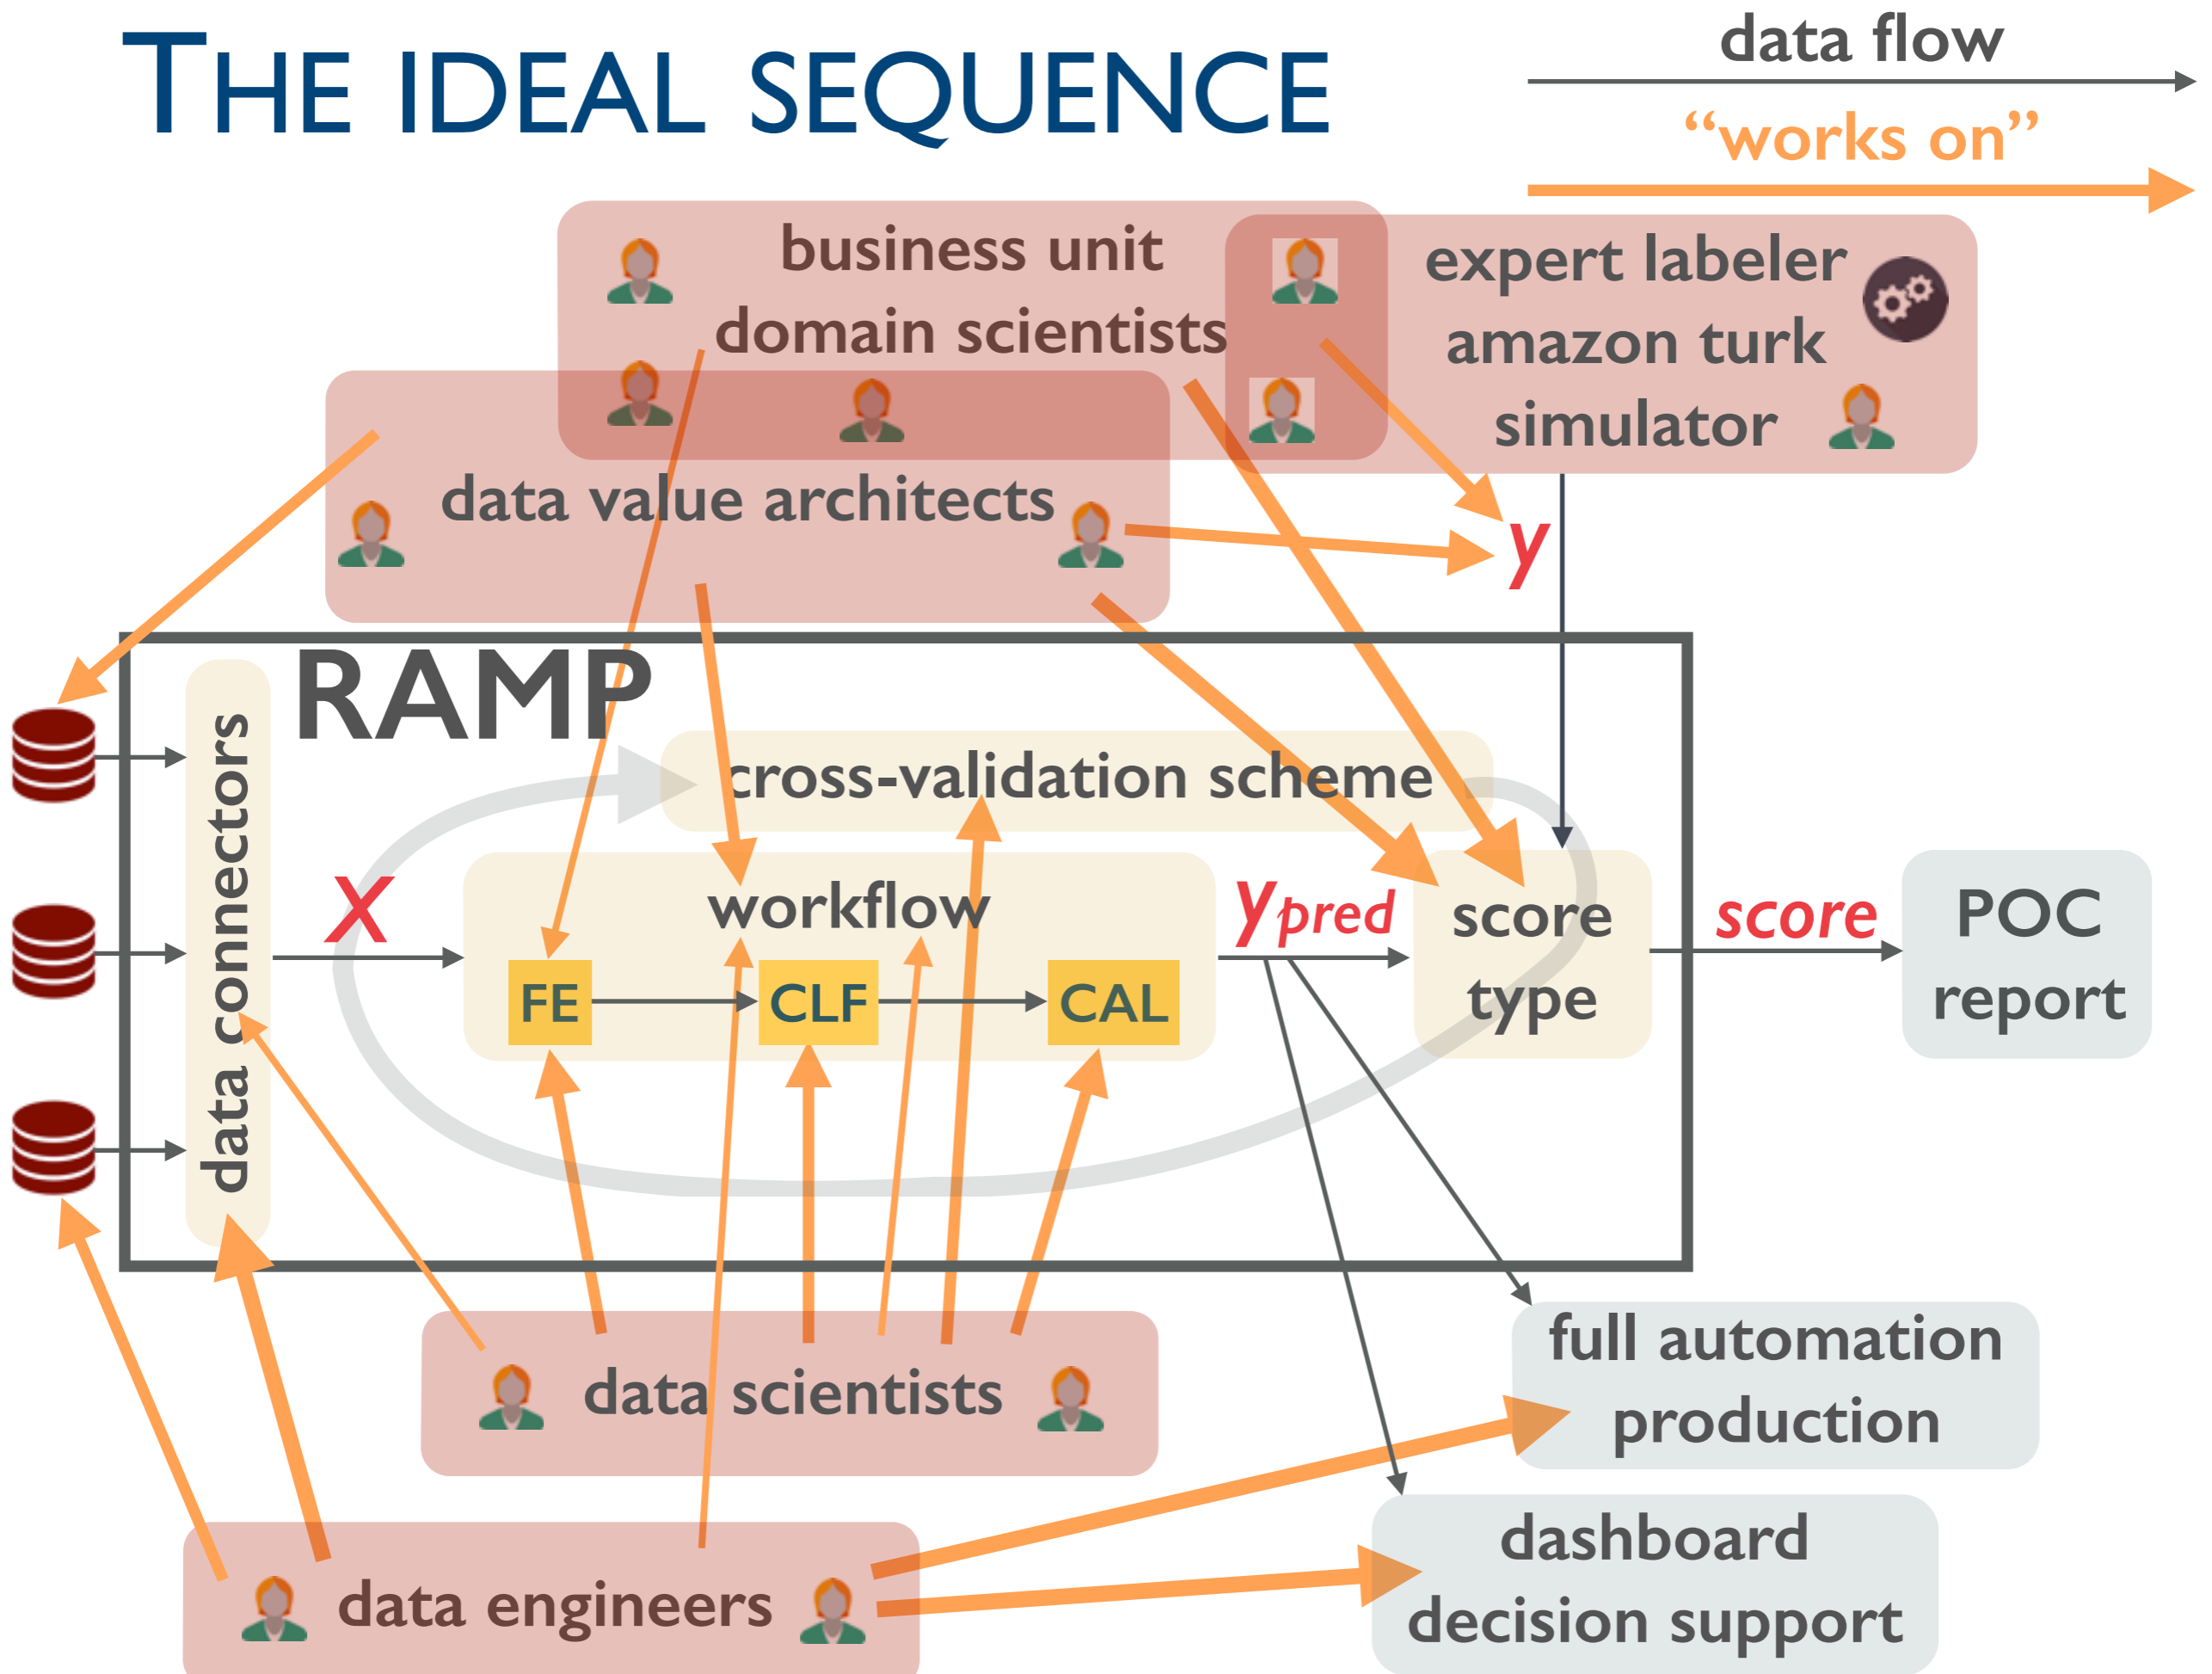 THE IDEAL SEQUENCE
data flow
“works on”
business unit
domain scientists
expert labeler
amazon turk
simulator
data value architects
y
RAMP
data connectors
cross-validation scheme
X
workflow
FE
CLF
CAL
ypred
score
type
score
POC
report
full automation
production
data scientists
dashboard
decision support
data engineers